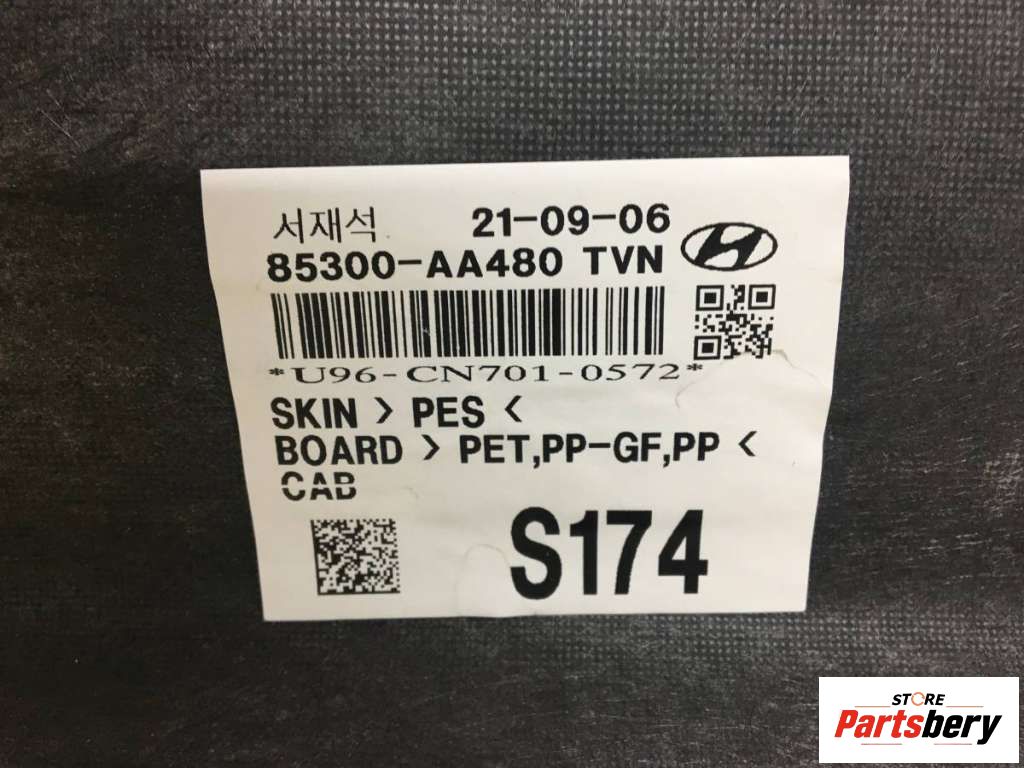 서재석 21-09-06
85300-AA480 TVN
*U96-CN701-0572*
SKIN > PES <
BOARD > PET,PP-GF,PP <
CAB
S174
STORE
Partsbery